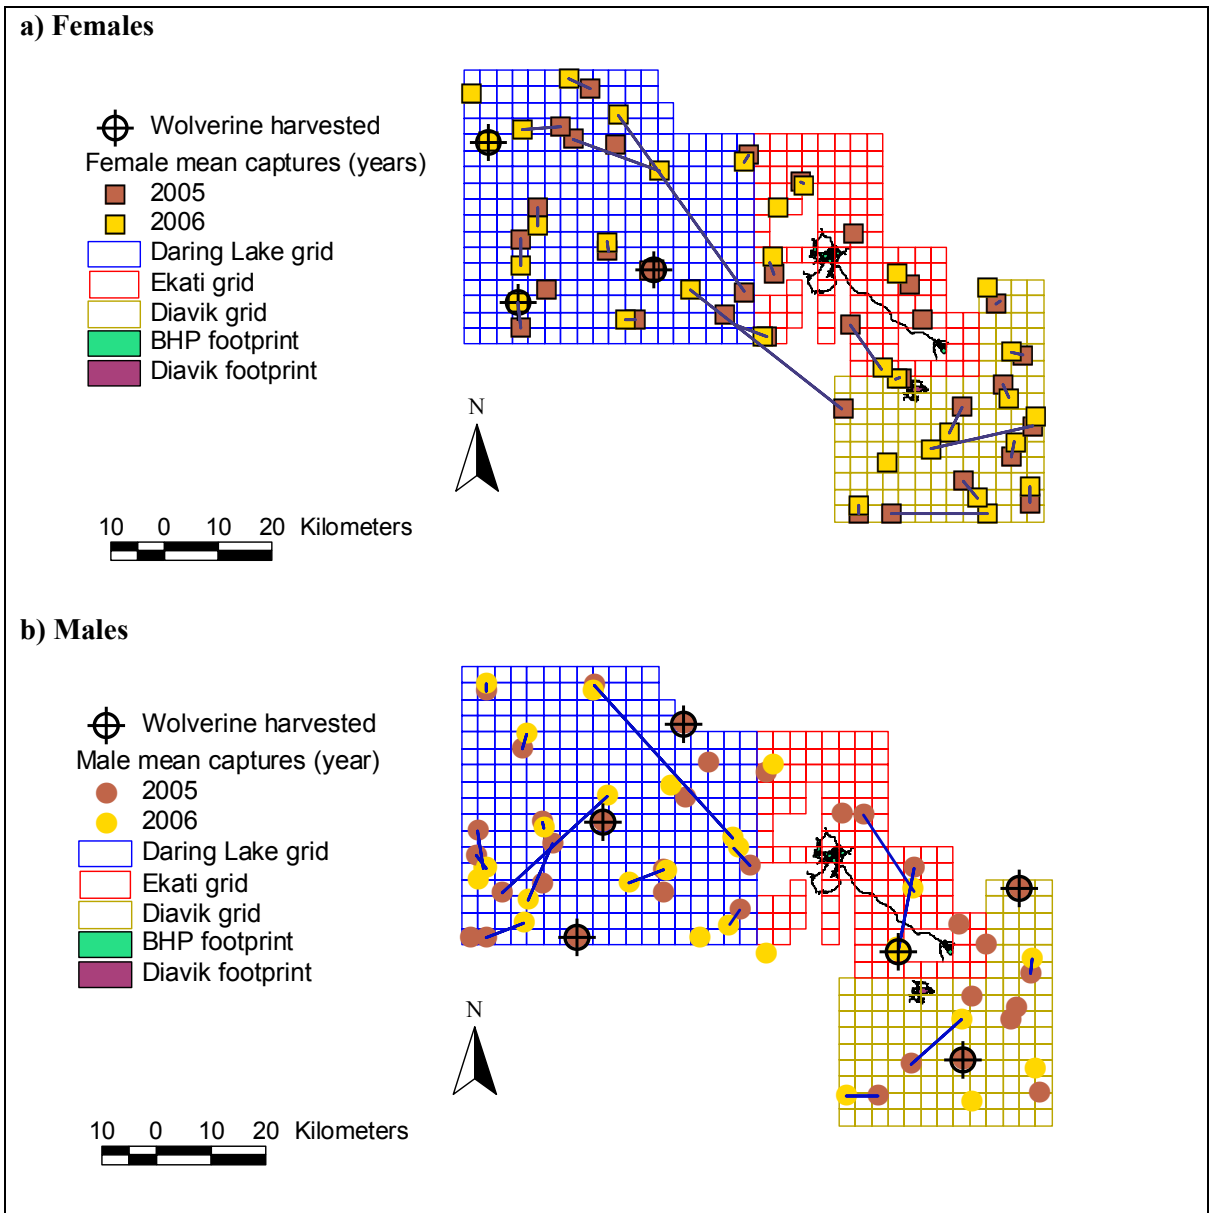 a) Females
Wolverine harvested
Female mean captures (years)
2005
2006
Daring Lake grid
Ekati grid
Diavik grid
BHP footprint
Diavik footprint
N
10 0 10 20 Kilometers
b) Males
Wolverine harvested
Male mean captures (year)
2005
2006
Daring Lake grid
Ekati grid
Diavik grid
BHP footprint
Diavik footprint
N
10 0 10 20 Kilometers